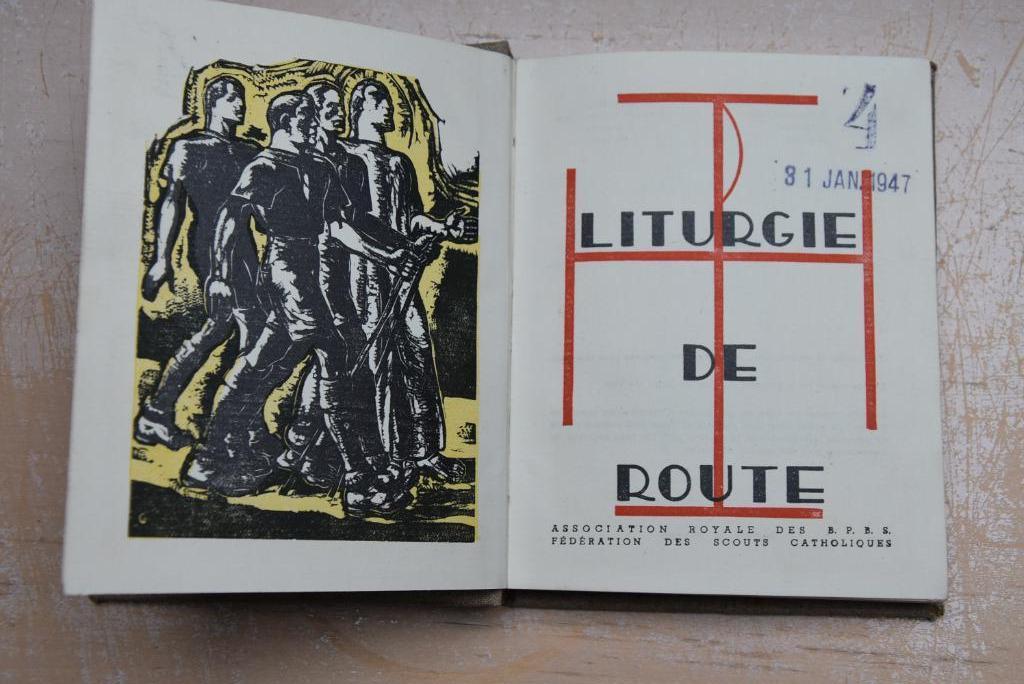 4
31 JAN. 1947
LITURGIE
DE
ROUTE
ASSOCIATION ROYALE DES B. P. B. S.
FÉDÉRATION DES SCOUTS CATHOLIQUES